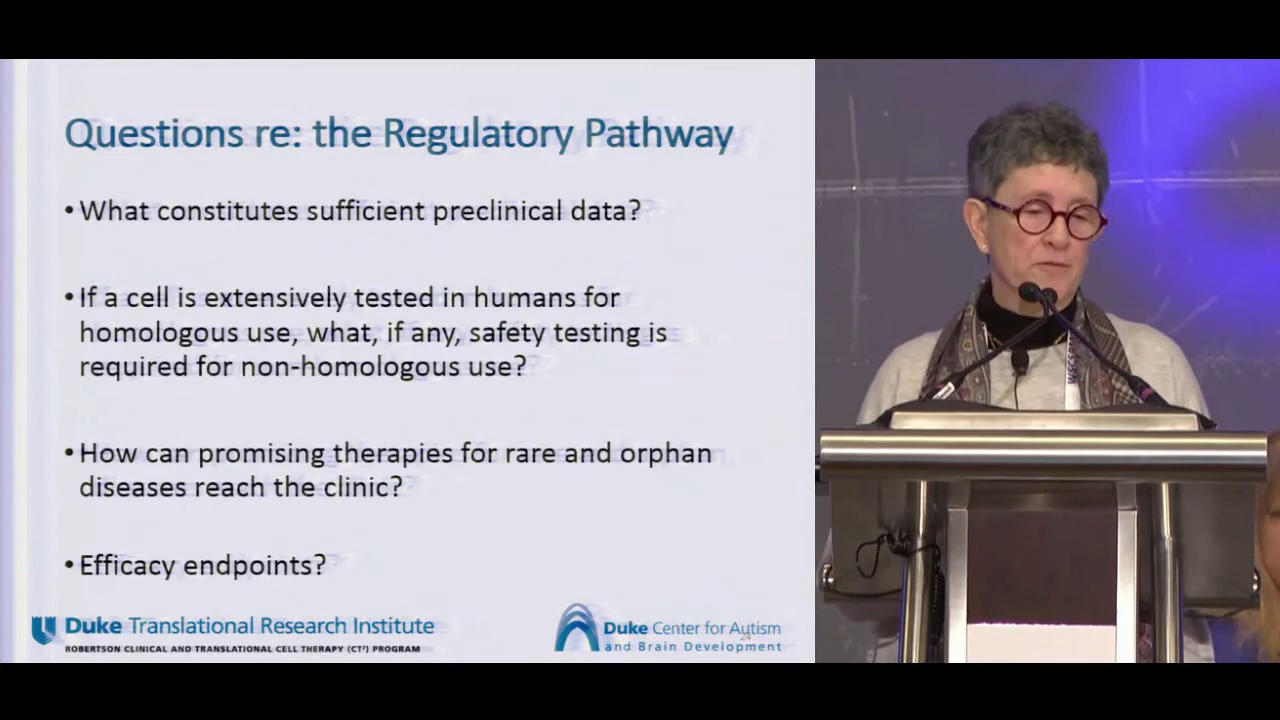 Questions re: the Regulatory Pathway
• What constitutes sufficient preclinical data?
• If a cell is extensively tested in humans for
homologous use, what, if any, safety testing is
required for non-homologous use?
• How can promising therapies for rare and orphan
diseases reach the clinic?
• Efficacy endpoints?
Duke Translational Research Institute
ROBERTSON CLINICAL AND TRANSLATIONAL CELL THERAPY (CT²) PROGRAM
Duke Center for Autism
and Brain Development
24